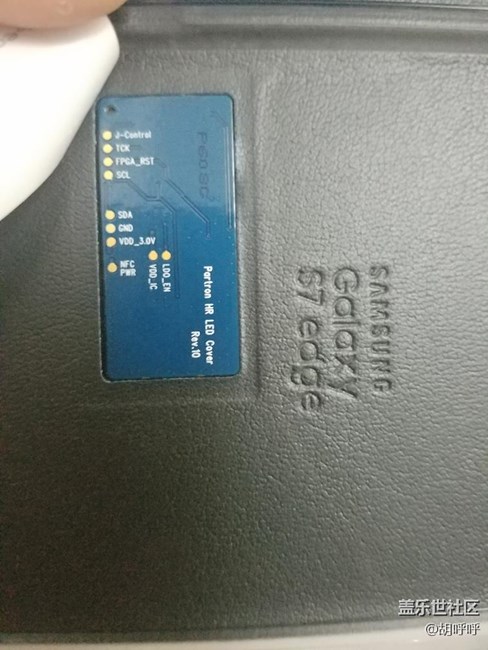 J-Control
TCK
FPGA_RST
SCL
SDA
GND
VDD_3.0V
NFC
PWR
LDO_EN
VDD_IC
Partron HR LED Cover
Rev.10
SAMSUNG
Galaxy
S7 edge
盖乐世社区
@胡呼呼